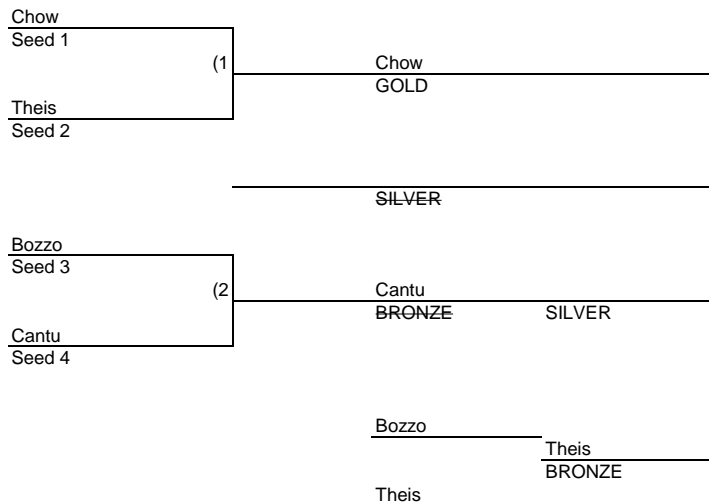 Chow
Seed 1
(1
Chow
GOLD
Theis
Seed 2
SILVER
Bozzo
Seed 3
(2
Cantu
BRONZE SILVER
Cantu
Seed 4
Bozzo
Theis
BRONZE
Theis